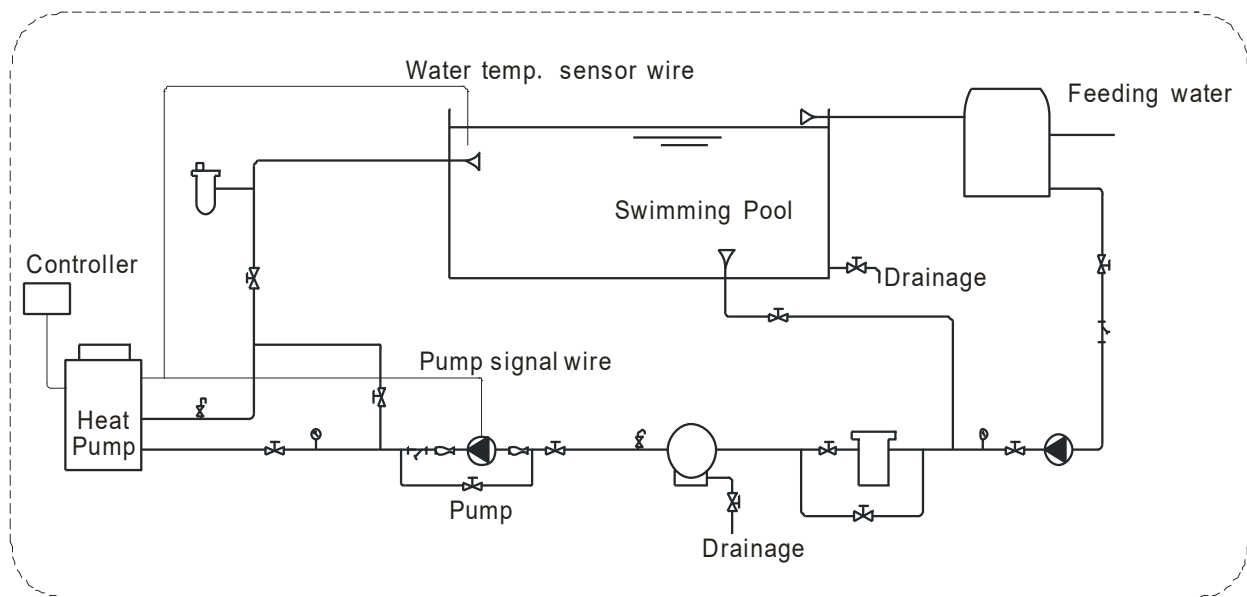 Water temp. sensor wire
Feeding water
Swimming Pool
Controller
Drainage
Pump signal wire
Heat
Pump
Pump
Drainage